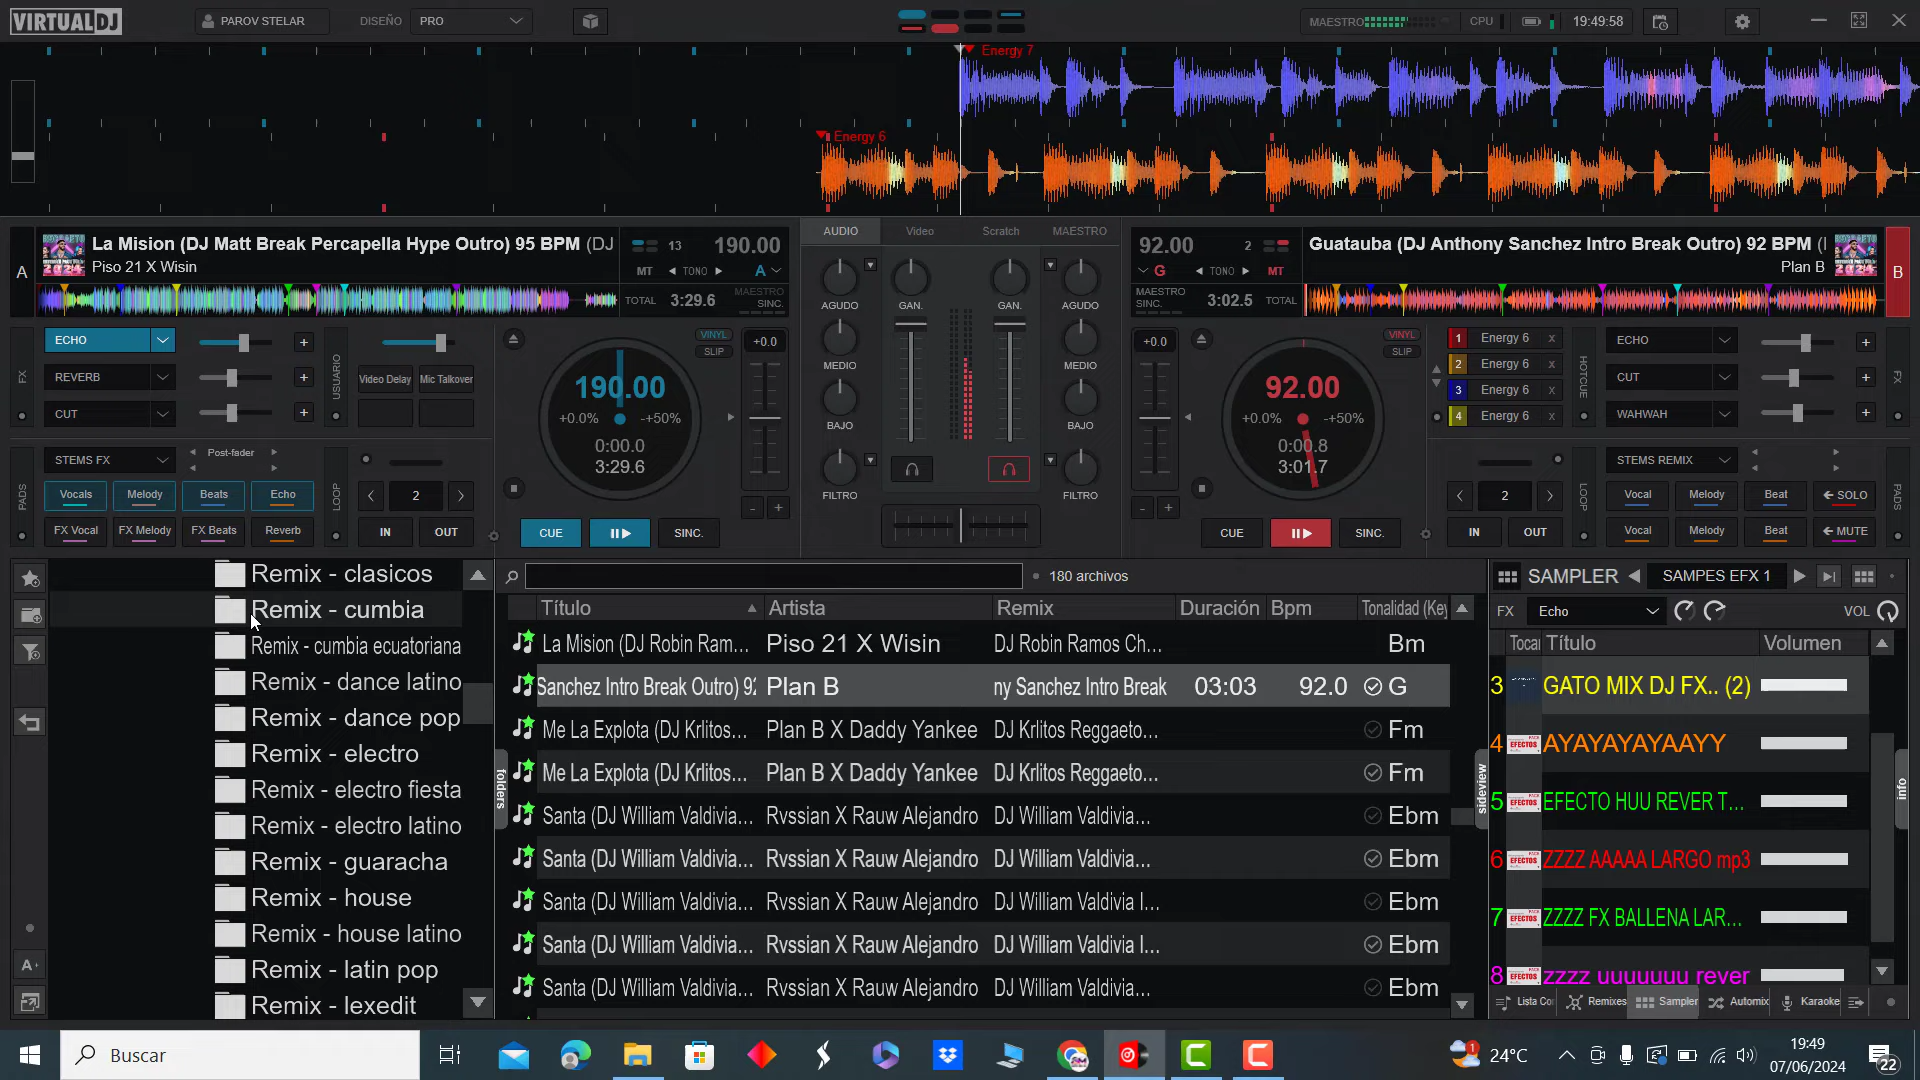 VIRTUALDJ
PAROV STELAR
DISEÑO
PRO
MAESTRO
CPU
19:49:58
Energy 7
Energy 6
A
La Mision (DJ Matt Break Percapella Hype Outro) 95 BPM (DJ
Piso 21 X Wisin
13
190.00
MT
TONO
A
TOTAL
3:29.6
MAESTRO
SINC.
AUDIO
Video
Scratch
MAESTRO
92.00
2
G
TONO
MT
MAESTRO
SINC.
3:02.5
TOTAL
Guatauba (DJ Anthony Sanchez Intro Break Outro) 92 BPM (
Plan B
B
FX
ECHO
REVERB
CUT
USUARIO
Video Delay
Mic Talkover
VINYL
SLIP
190.00
+0.0%
-+50%
0:00.0
3:29.6
+0.0
AGUDO
GAN.
GAN.
AGUDO
MEDIO
MEDIO
BAJO
BAJO
FILTRO
FILTRO
+0.0
VINYL
SLIP
92.00
+0.0%
-+50%
0:00.8
3:01.7
1 Energy 6 x
2 Energy 6 x
3 Energy 6 x
4 Energy 6 x
HOTCUE
ECHO
CUT
WAHWAH
FX
PADS
STEMS FX
Post-fader
Vocals
Melody
Beats
Echo
FX Vocal
FX Melody
FX Beats
Reverb
LOOP
2
IN
OUT
CUE
SINC.
CUE
SINC.
2
IN
OUT
LOOP
STEMS REMIX
Vocal
Melody
Beat
SOLO
Vocal
Melody
Beat
MUTE
PADS
Remix - clasicos
Remix - cumbia
Remix - cumbia ecuatoriana
Remix - dance latino
Remix - dance pop
Remix - electro
Remix - electro fiesta
Remix - electro latino
Remix - guaracha
Remix - house
Remix - house latino
Remix - latin pop
Remix - lexedit
folders
180 archivos
Título Artista Remix Duración Bpm Tonalidad (Key
La Mision (DJ Robin Ram... Piso 21 X Wisin DJ Robin Ramos Ch... Bm
Sanchez Intro Break Outro) 92 Plan B ny Sanchez Intro Break 03:03 92.0 G
Me La Explota (DJ Krlitos... Plan B X Daddy Yankee DJ Krlitos Reggaeto... Fm
Me La Explota (DJ Krlitos... Plan B X Daddy Yankee DJ Krlitos Reggaeto... Fm
Santa (DJ William Valdivia... Rvssian X Rauw Alejandro DJ William Valdivia... Ebm
Santa (DJ William Valdivia... Rvssian X Rauw Alejandro DJ William Valdivia... Ebm
Santa (DJ William Valdivia... Rvssian X Rauw Alejandro DJ William Valdivia I... Ebm
Santa (DJ William Valdivia... Rvssian X Rauw Alejandro DJ William Valdivia I... Ebm
Santa (DJ William Valdivia... Rvssian X Rauw Alejandro DJ William Valdivia... Ebm
sideview
SAMPLER
SAMPES EFX 1
FX
Echo
VOL
Tocar Título Volumen
3 GATO MIX DJ FX.. (2)
4 EFECTOS AYAYAYAYAAYY
5 EFECTOS EFECTO HUU REVER T...
6 EFECTOS ZZZZ AAAAA LARGO mp3
7 EFECTOS ZZZZ FX BALLENA LAR...
8 EFECTOS zzzz uuuuuuu rever
info
Lista Co
Remixes
Sampler
Automix
Karaoke
Buscar
1
24°C
19:49
07/06/2024
22